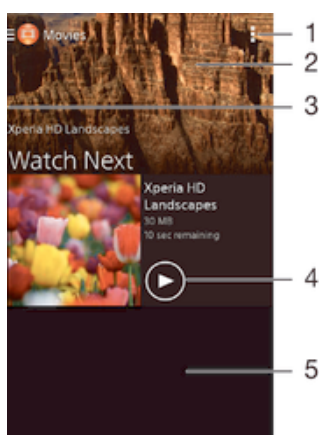 Movies
1
2
3
Xperia HD Landscapes
Watch Next
Xperia HD
Landscapes
30 MB
10 sec remaining
4
5